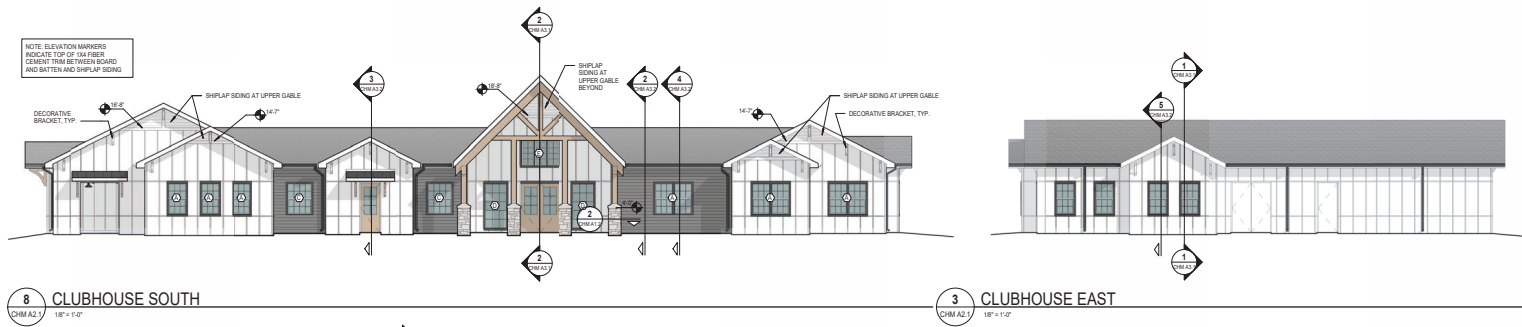 NOTE: ELEVATION MARKERS
INDICATE TOP OF 1X4 FIBER
CEMENT TRIM BETWEEN BOARD
AND BATTEN AND SHIPLAP SIDING
DECORATIVE
BRACKET, TYP.
16'-8"
SHIPLAP SIDING AT UPPER GABLE
14'-7"
3
CHM A3.2
2
CHM A3.1
18'-8"
SHIPLAP
SIDING AT
UPPER GABLE
BEYOND
2
CHM A3.2
4
CHM A3.2
14'-7"
SHIPLAP SIDING AT UPPER GABLE
DECORATIVE BRACKET, TYP.
A
A
A
C
C
E
D
D
A
A
A
4'-0"
2
CHM A1.2
2
CHM A3.1
8
CHM A2.1
CLUBHOUSE SOUTH
1/8" = 1'-0"
1
CHM A3.1
5
CHM A3.2
1
CHM A3.1
3
CHM A2.1
CLUBHOUSE EAST
1/8" = 1'-0"